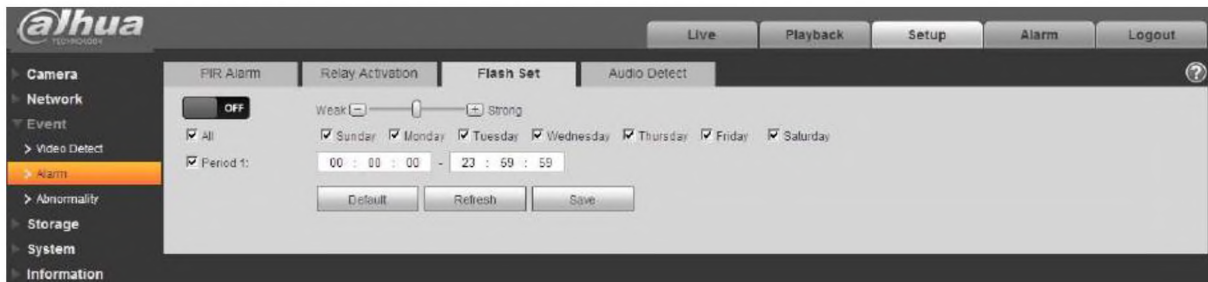 alhua
TECHNOLOGY
Live Playback Setup Alarm Logout
Camera
Network
Event
Video Detect
Alarm
Abnormality
Storage
System
Information
PIR Alarm Relay Activation Flash Set Audio Detect
OFF Weak Strong
All Sunday Monday Tuesday Wednesday Thursday Friday Saturday
Period 1: 00 : 00 : 00 - 23 : 59 : 59
Default Refresh Save